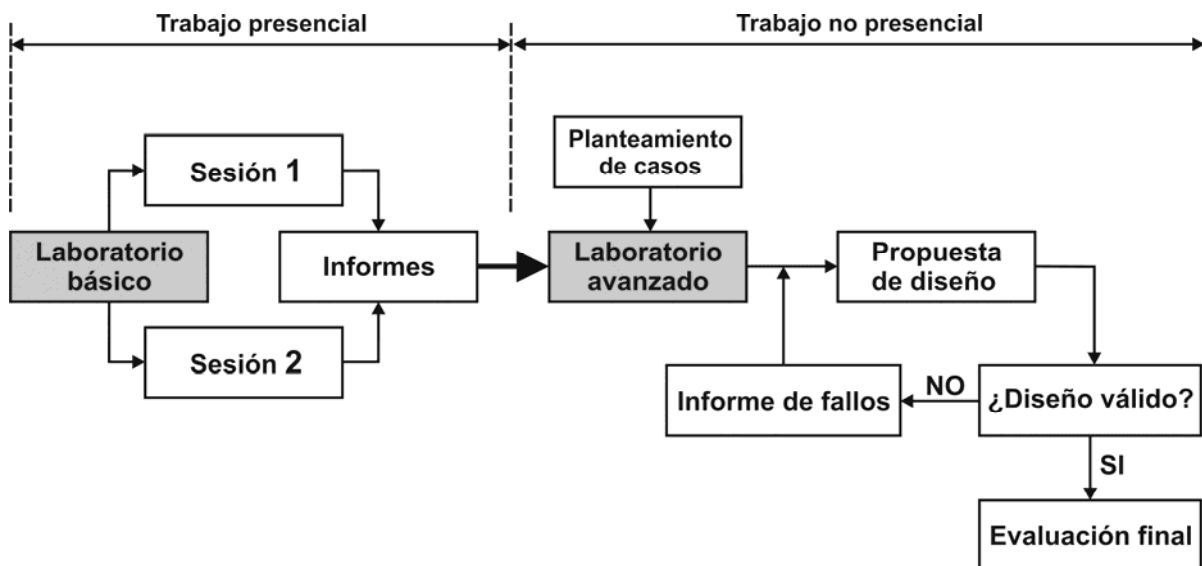 Trabajo presencial
Trabajo no presencial
Planteamiento
de casos
Sesión 1
Laboratorio
básico
Informes
Laboratorio
avanzado
Propuesta
de diseño
Sesión 2
Informe de fallos
NO
¿Diseño válido?
SI
Evaluación final